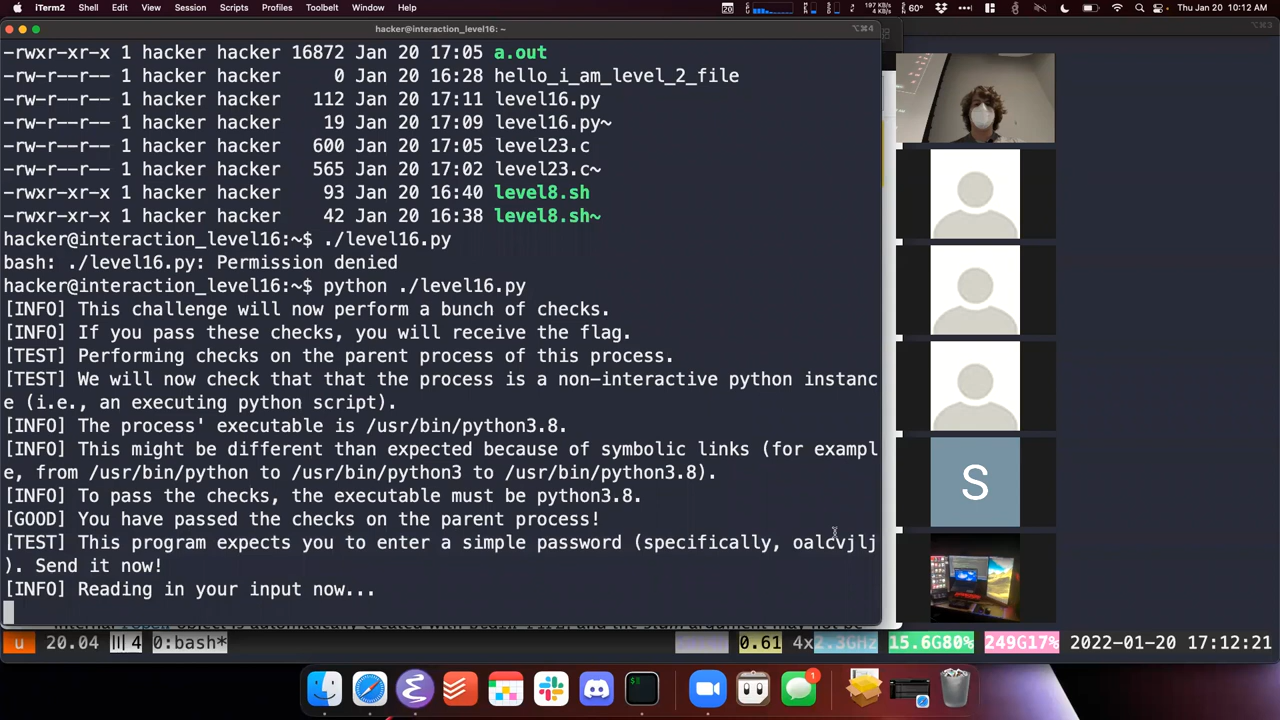 iTerm2 Shell Edit View Session Scripts Profiles Toolbelt Window Help 20 197 KB/s 4 KB/s 60° Thu Jan 20 10:12 AM
hacker@interaction_level16: ~ ⌥⌘4
⌥⌘3
-rwxr-xr-x 1 hacker hacker 16872 Jan 20 17:05 a.out
-rw-r--r-- 1 hacker hacker     0 Jan 20 16:28 hello_i_am_level_2_file
-rw-r--r-- 1 hacker hacker   112 Jan 20 17:11 level16.py
-rw-r--r-- 1 hacker hacker    19 Jan 20 17:09 level16.py~
-rw-r--r-- 1 hacker hacker   600 Jan 20 17:05 level23.c
-rw-r--r-- 1 hacker hacker   565 Jan 20 17:02 level23.c~
-rwxr-xr-x 1 hacker hacker    93 Jan 20 16:40 level8.sh
-rwxr-xr-x 1 hacker hacker    42 Jan 20 16:38 level8.sh~
hacker@interaction_level16:~$ ./level16.py
bash: ./level16.py: Permission denied
hacker@interaction_level16:~$ python ./level16.py
[INFO] This challenge will now perform a bunch of checks.
[INFO] If you pass these checks, you will receive the flag.
[TEST] Performing checks on the parent process of this process.
[TEST] We will now check that that the process is a non-interactive python instanc
e (i.e., an executing python script).
[INFO] The process' executable is /usr/bin/python3.8.
[INFO] This might be different than expected because of symbolic links (for exampl
e, from /usr/bin/python to /usr/bin/python3 to /usr/bin/python3.8).
[INFO] To pass the checks, the executable must be python3.8.
[GOOD] You have passed the checks on the parent process!
[TEST] This program expects you to enter a simple password (specifically, oalcvjlj
). Send it now!
[INFO] Reading in your input now...
S
u 20.04 4 0:bash* 0.61 4x2.3GHz 15.6G80% 249G17% 2022-01-20 17:12:21
1